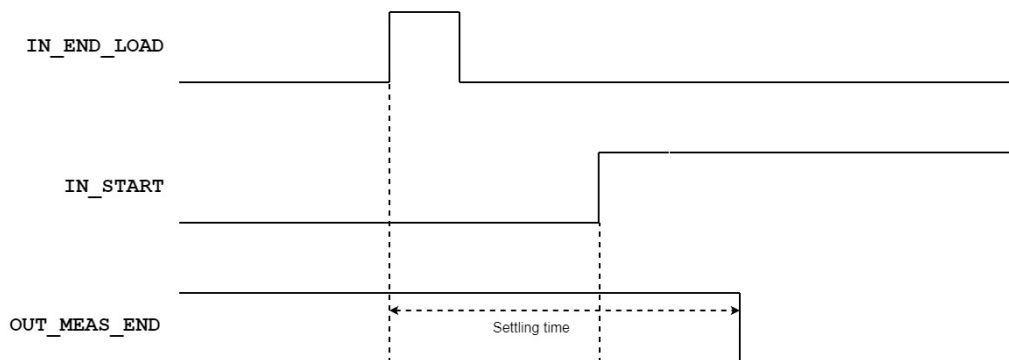 IN_END_LOAD
IN_START
OUT_MEAS_END
Settling time